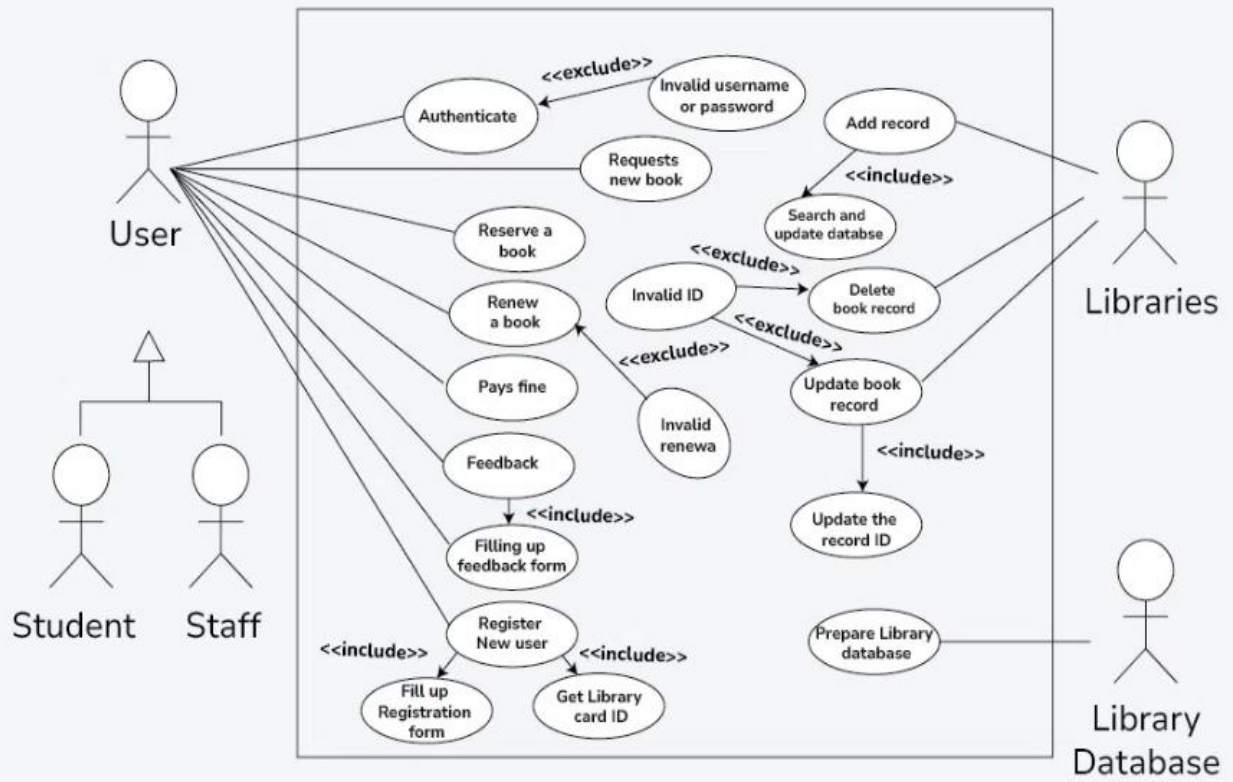 <<exclude>>
Invalid username
or password
Authenticate
Add record
Requests
new book
<<include>>
User
Search and
update databse
Reserve a
book
<<exclude>>
Invalid ID
Delete
book record
Libraries
Renew
a book
<<exclude>>
<<exclude>>
Pays fine
Update book
record
Invalid
renewa
Feedback
<<include>>
<<include>>
Update the
record ID
Filling up
feedback form
Student
Staff
Register
New user
Prepare Library
database
<<include>>
<<include>>
Fill up
Registration
form
Get Library
card ID
Library
Database